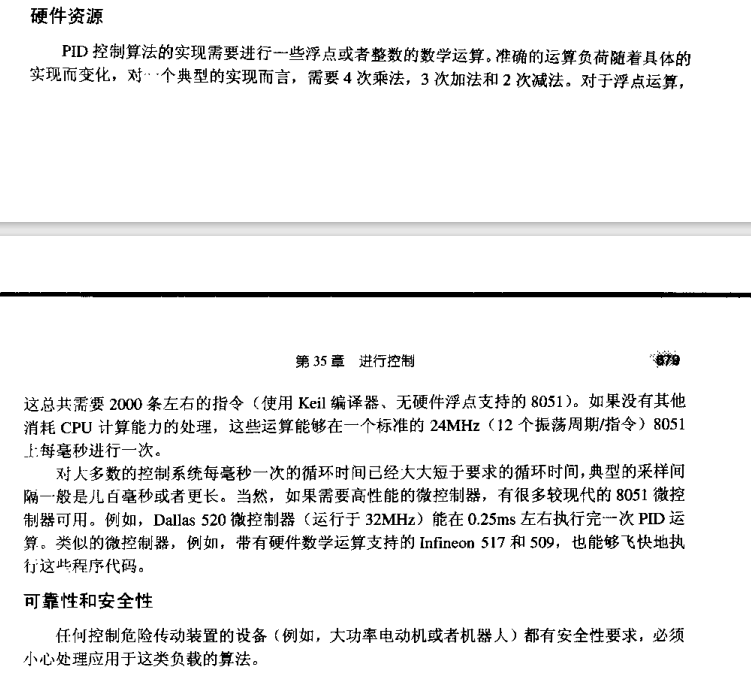 硬件资源
PID 控制算法的实现需要进行一些浮点或者整数的数学运算。准确的运算负荷随着具体的
实现而变化，对一个典型的实现而言，需要 4 次乘法，3 次加法和 2 次减法。对于浮点运算，
第 35 章 进行控制 679
这总共需要 2000 条左右的指令（使用 Keil 编译器、无硬件浮点支持的 8051）。如果没有其他
消耗 CPU 计算能力的处理，这些运算能够在一个标准的 24MHz（12 个振荡周期/指令）8051
上每毫秒进行一次。
对大多数的控制系统每毫秒一次的循环时间已经大大短于要求的循环时间，典型的采样间
隔一般是几百毫秒或者更长。当然，如果需要高性能的微控制器，有很多较现代的 8051 微控
制器可用。例如，Dallas 520 微控制器（运行于 32MHz）能在 0.25ms 左右执行完一次 PID 运
算。类似的微控制器，例如，带有硬件数学运算支持的 Infineon 517 和 509，也能够飞快地执
行这些程序代码。
可靠性和安全性
任何控制危险传动装置的设备（例如，大功率电动机或者机器人）都有安全性要求，必须
小心处理应用于这类负载的算法。